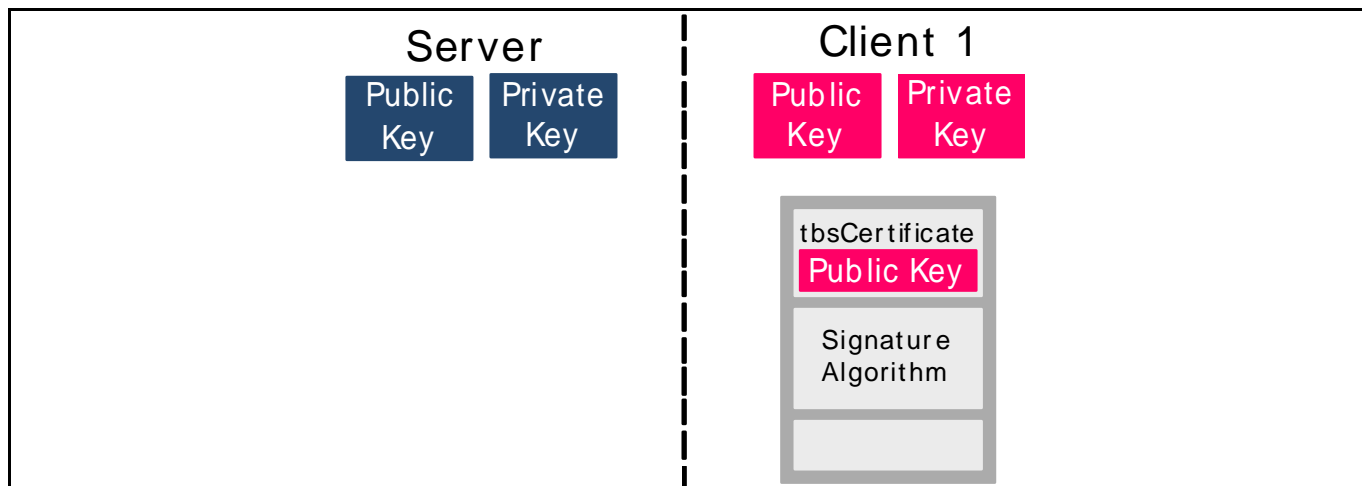 Server
Client 1
Public
Key
Private
Key
Public
Key
Private
Key
tbsCertificate
Public Key
Signature
Algorithm